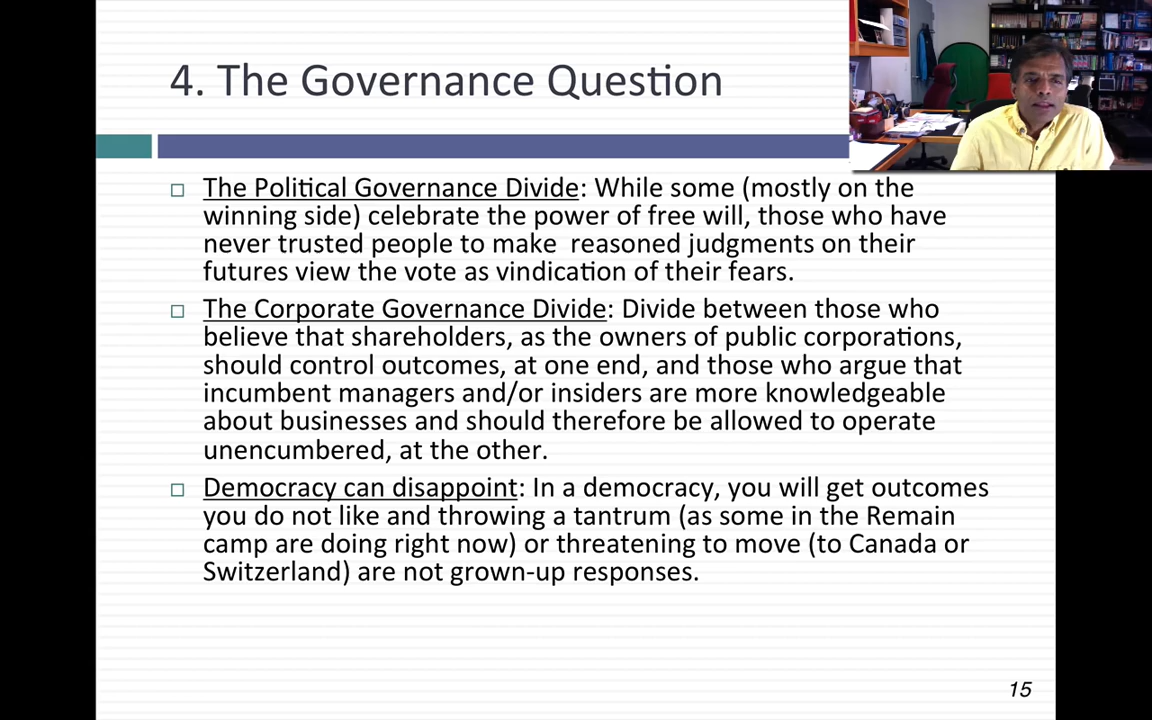 4. The Governance Question
The Political Governance Divide: While some (mostly on the
winning side) celebrate the power of free will, those who have
never trusted people to make  reasoned judgments on their
futures view the vote as vindication of their fears.
The Corporate Governance Divide: Divide between those who
believe that shareholders, as the owners of public corporations,
should control outcomes, at one end, and those who argue that
incumbent managers and/or insiders are more knowledgeable
about businesses and should therefore be allowed to operate
unencumbered, at the other.
Democracy can disappoint: In a democracy, you will get outcomes
you do not like and throwing a tantrum (as some in the Remain
camp are doing right now) or threatening to move (to Canada or
Switzerland) are not grown-up responses.
15